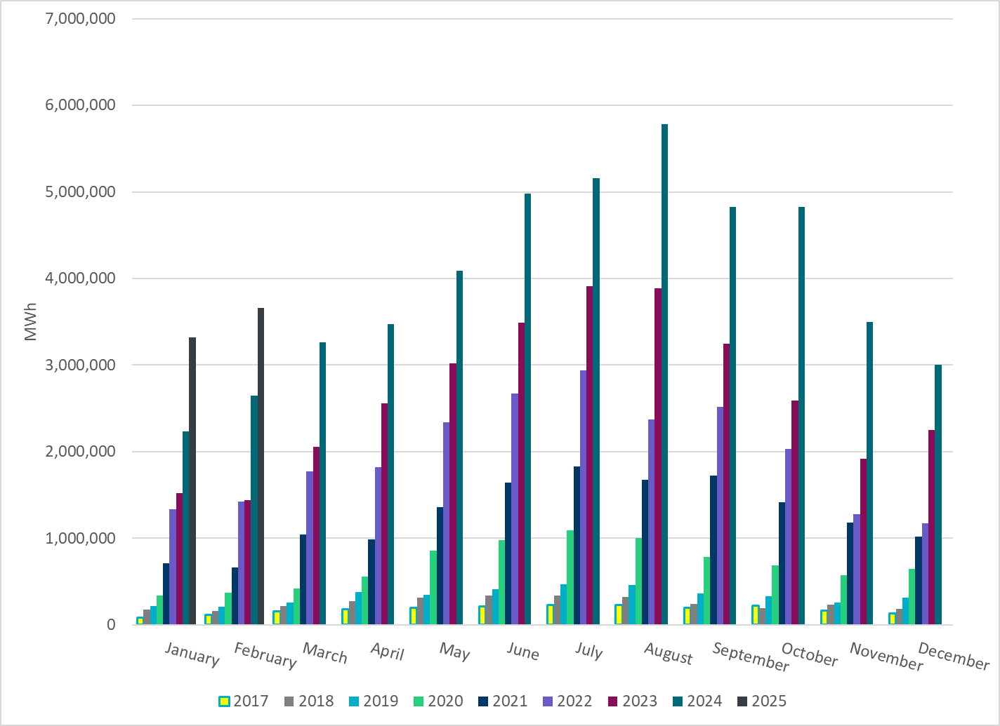 7,000,000
6,000,000
5,000,000
4,000,000
3,000,000
2,000,000
1,000,000
0
MWh
January
February
March
April
May
June
July
August
September
October
November
December
2017 2018 2019 2020 2021 2022 2023 2024 2025